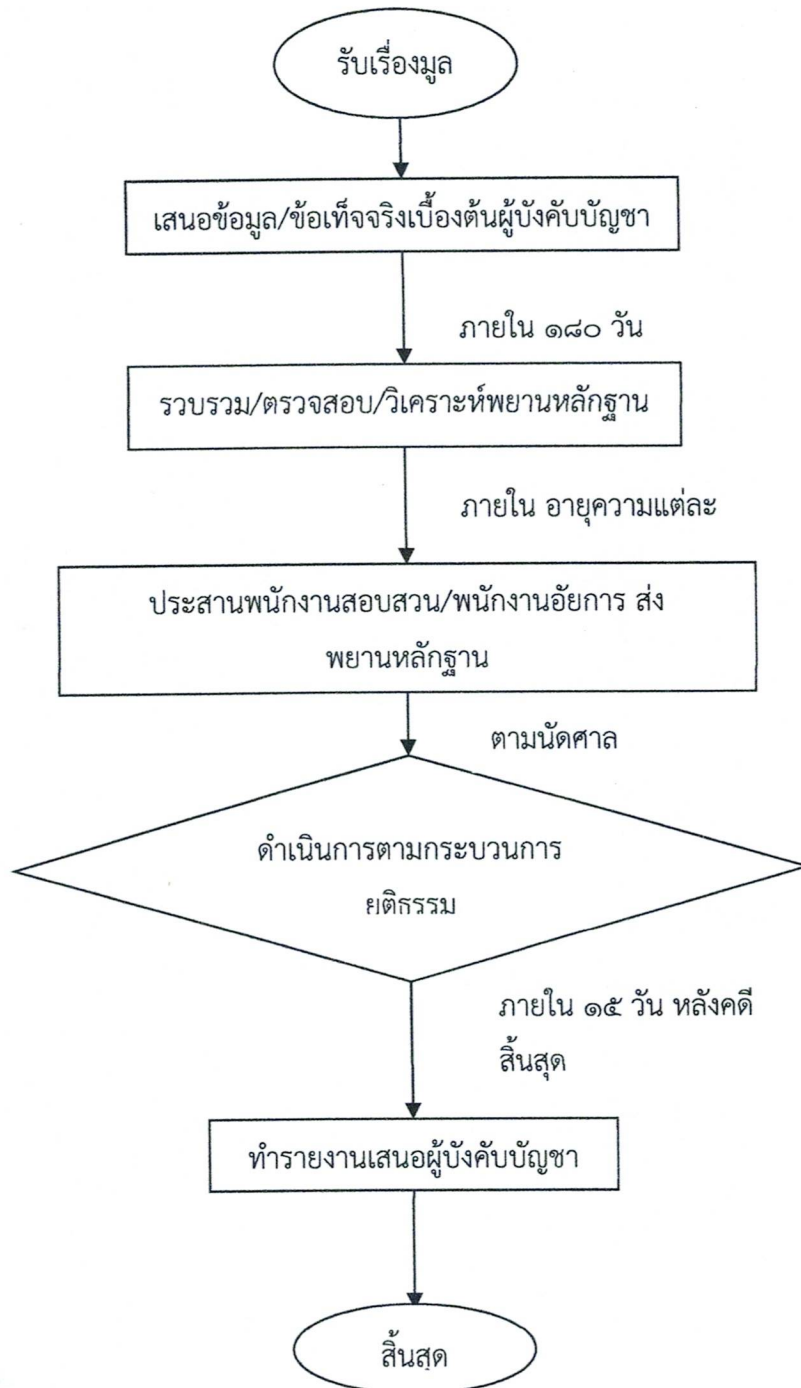 รับเรื่องมูล
เสนอข้อมูล/ข้อเท็จจริงเบื้องต้นผู้บังคับบัญชา
ภายใน ๑๘๐ วัน
รวบรวม/ตรวจสอบ/วิเคราะห์พยานหลักฐาน
ภายใน อายุความแต่ละ
ประสานพนักงานสอบสวน/พนักงานอัยการ ส่ง
พยานหลักฐาน
ตามนัดศาล
ดำเนินการตามกระบวนการ
ยติธรรม
ภายใน ๑๕ วัน หลังคดี
สิ้นสุด
ทำรายงานเสนอผู้บังคับบัญชา
สิ้นสุด